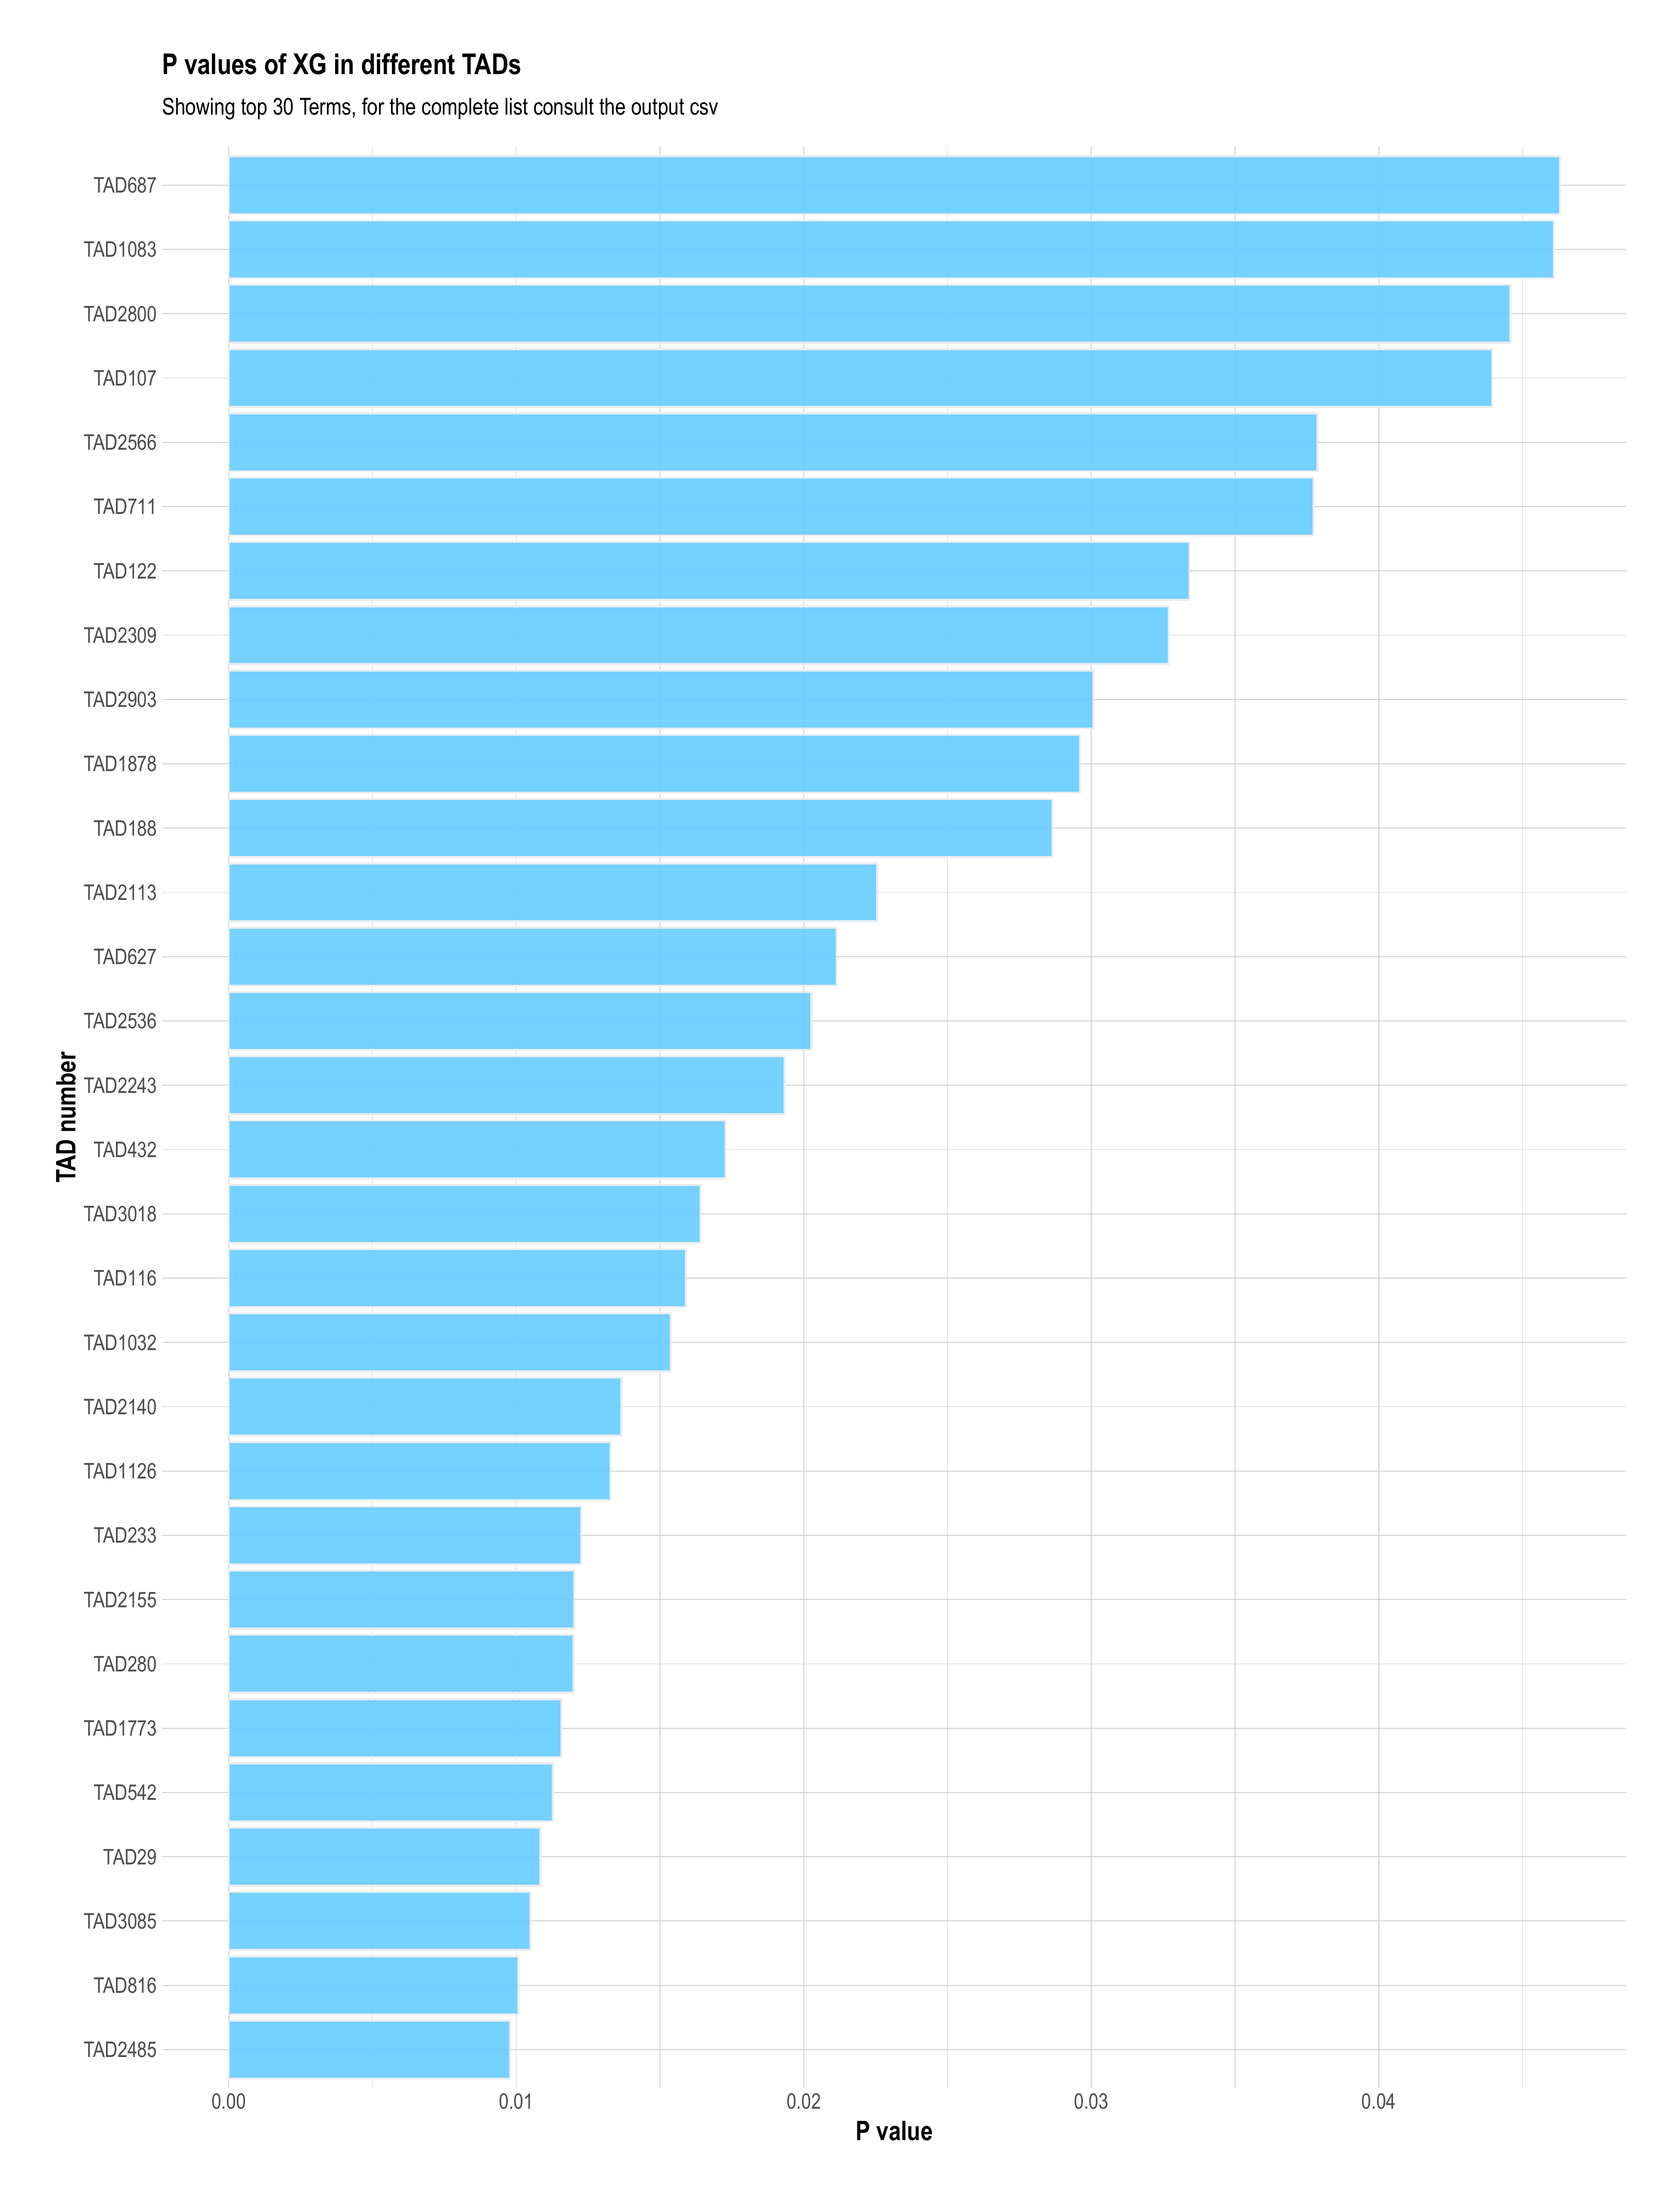 P values of XG in different TADs
Showing top 30 Terms, for the complete list consult the output csv
TAD687
TAD1083
TAD2800
TAD107
TAD2566
TAD711
TAD122
TAD2309
TAD2903
TAD1878
TAD188
TAD2113
TAD627
TAD2536
TAD2243
TAD432
TAD3018
TAD116
TAD1032
TAD2140
TAD1126
TAD233
TAD2155
TAD280
TAD1773
TAD542
TAD29
TAD3085
TAD816
TAD2485
TAD number
0.00 0.01 0.02 0.03 0.04
P value